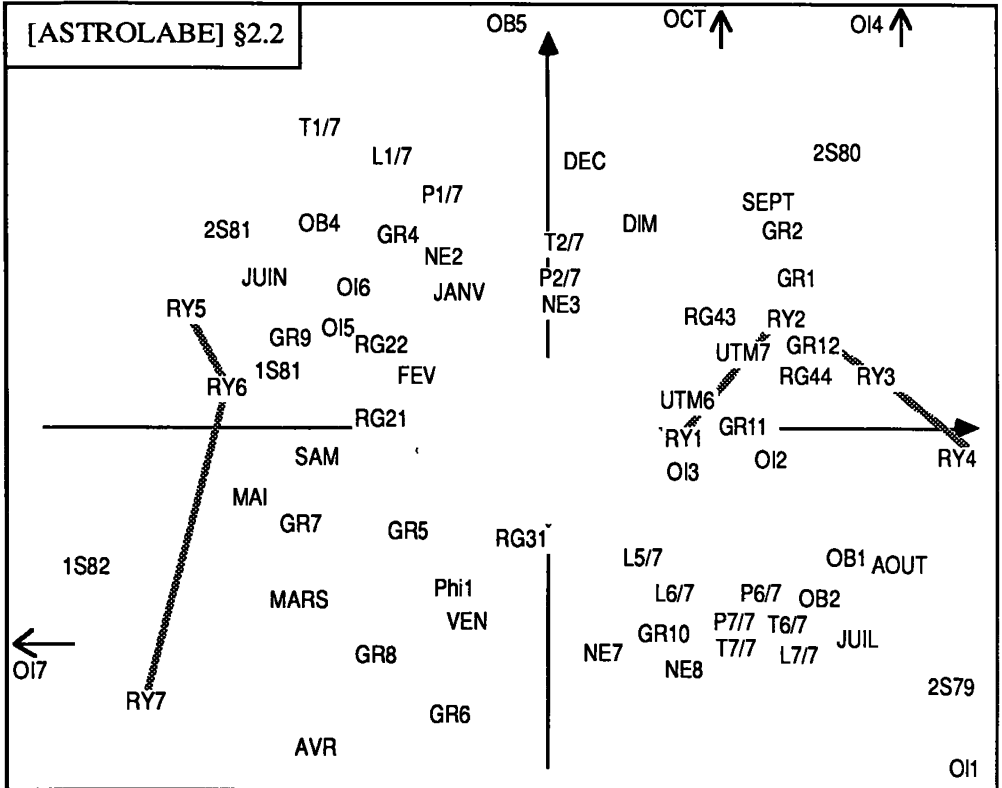 [ASTROLABE] §2.2
OB5
OCT
OI4
T1/7
L1/7
DEC
2S80
P1/7
SEPT
2S81
OB4
GR4
DIM
GR2
T2/7
NE2
JUIN
OI6
JANV
P2/7
GR1
NE3
RY5
RG43
RY2
OI5
GR9
RG22
UTM7
GR12
1S81
FEV
RG44
RY3
RY6
UTM6
RG21
GR11
RY1
SAM
OI3
OI2
RY4
MAI
GR7
GR5
RG31
1S82
L5/7
OB1
AOUT
MARS
Phi1
L6/7
P6/7
OB2
VEN
P7/7
T6/7
GR10
JUIL
OI7
GR8
NE7
T7/7
L7/7
NE8
RY7
2S79
GR6
AVR
OI1